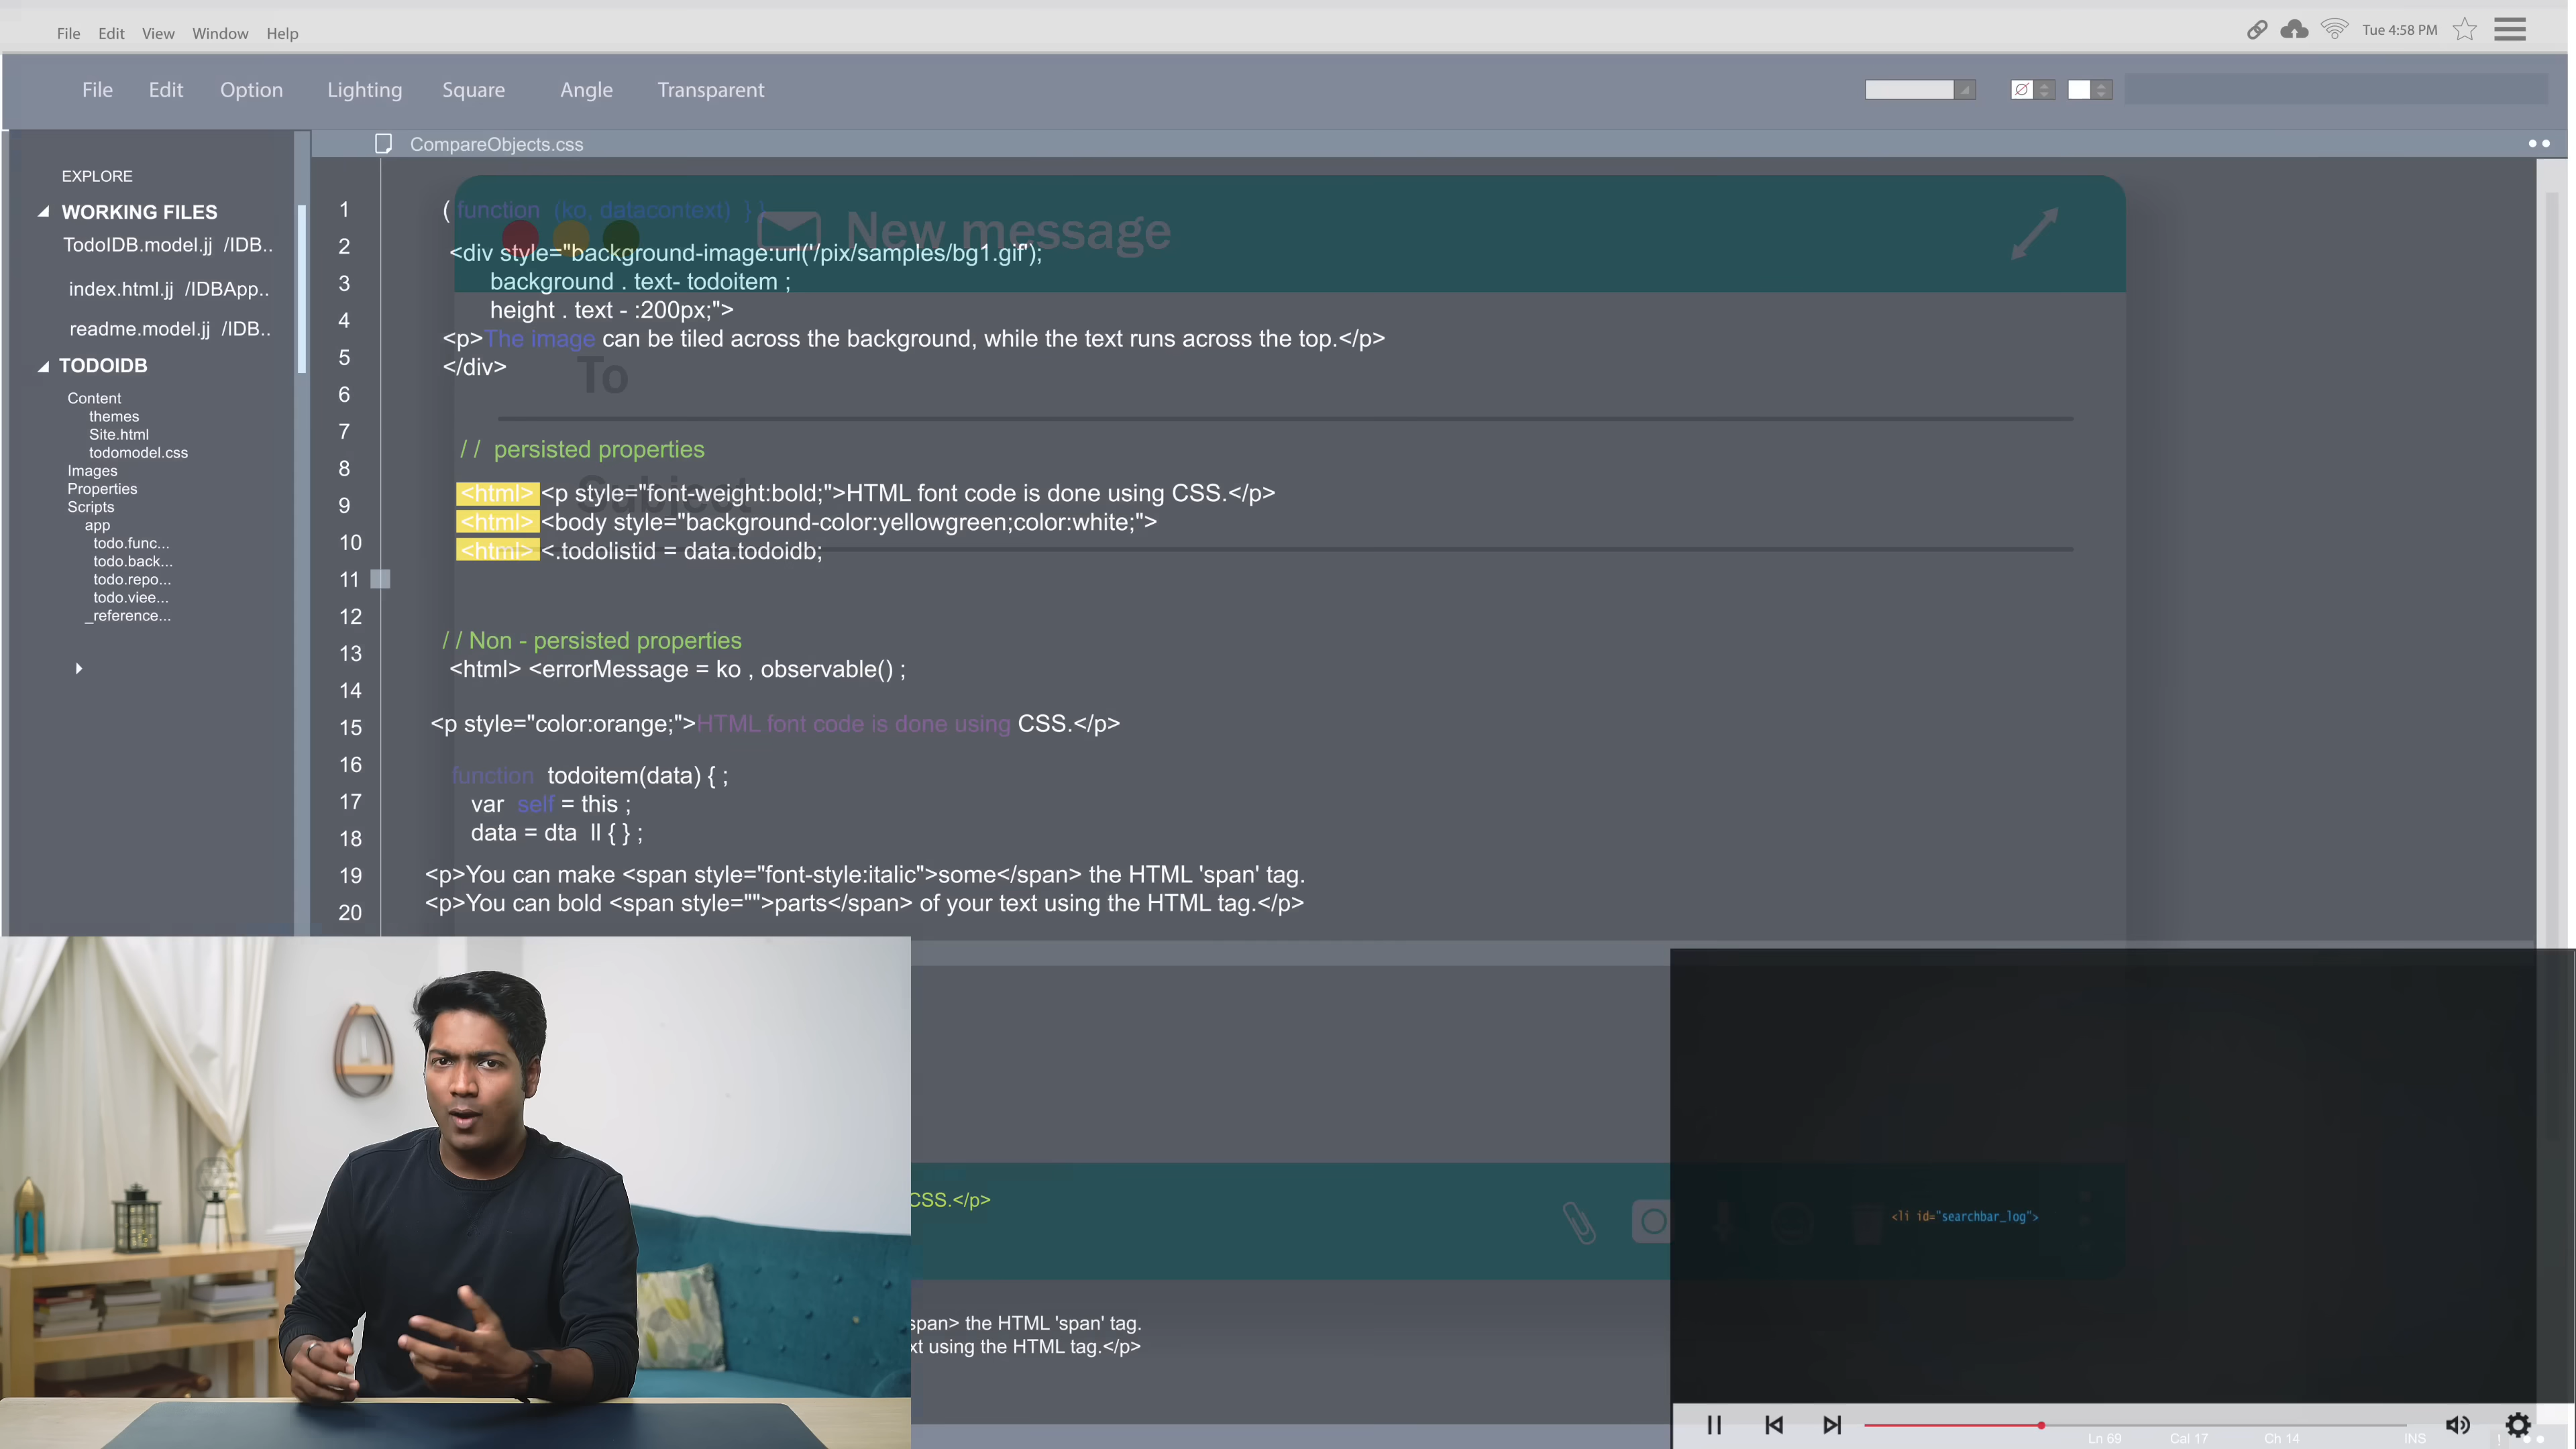 File Edit View Window Help
Tue 4:58 PM
File Edit Option Lighting Square Angle Transparent
CompareObjects.css
EXPLORE
WORKING FILES
TodoIDB.model.jj /IDB..
index.html.jj /IDBApp..
readme.model.jj /IDB..
TODOIDB
Content
themes
Site.html
todomodel.css
Images
Properties
Scripts
app
todo.func...
todo.back...
todo.repo...
todo.viee...
_reference...
1
2
3
4
5
6
7
8
9
10
11
12
13
14
15
16
17
18
19
20
( function (ko, datacontext) } }
<div style="background-image:url('/pix/samples/bg1.gif');
background . text- todoitem ;
height . text - :200px;">
<p>The image can be tiled across the background, while the text runs across the top.</p>
</div>
// persisted properties
<html> <p style="font-weight:bold;">HTML font code is done using CSS.</p>
<html> <body style="background-color:yellowgreen;color:white;">
<html> <.todolistid = data.todoidb;
// Non - persisted properties
<html> <errorMessage = ko , observable() ;
<p style="color:orange;">HTML font code is done using CSS.</p>
function todoitem(data) { ;
var self = this ;
data = dta ll { } ;
<p>You can make <span style="font-style:italic">some</span> the HTML 'span' tag.
<p>You can bold <span style="">parts</span> of your text using the HTML tag.</p>
New message
To
Subject
CSS.</p>
span> the HTML 'span' tag.
xt using the HTML tag.</p>
<li id="searchbar_log">
Ln 69 Cal 17 Ch 14 INS